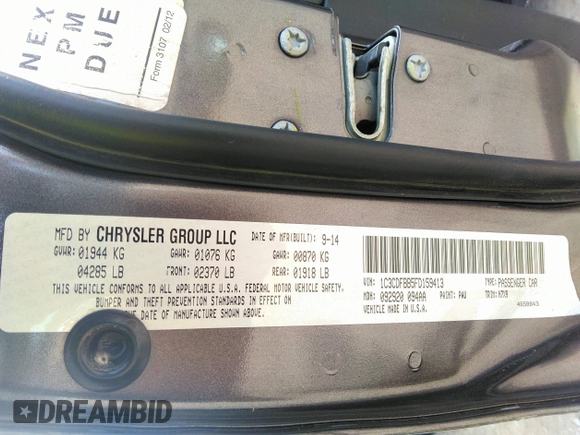 NEX
PM
DUE
Form 3107 02/12
MFD BY CHRYSLER GROUP LLC DATE OF MFR(BUILT): 9-14
GVWR: 01944 KG GAWR: 01076 KG GAWR: 00870 KG
04285 LB FRONT: 02370 LB REAR: 01918 LB
THIS VEHICLE CONFORMS TO ALL APPLICABLE U.S.A. FEDERAL MOTOR VEHICLE SAFETY,
BUMPER AND THEFT PREVENTION STANDARDS IN EFFECT
DATE OF MANUFACTURE SHOWN ABOVE.
VIN: 1C3CDFBB5FD159413 TYPE: PASSENGER CAR
MDH: 092920 094AA PAINT: PAU TRIM: H7X9
VEHICLE MADE IN U.S.A. 4659843
DREAMBID